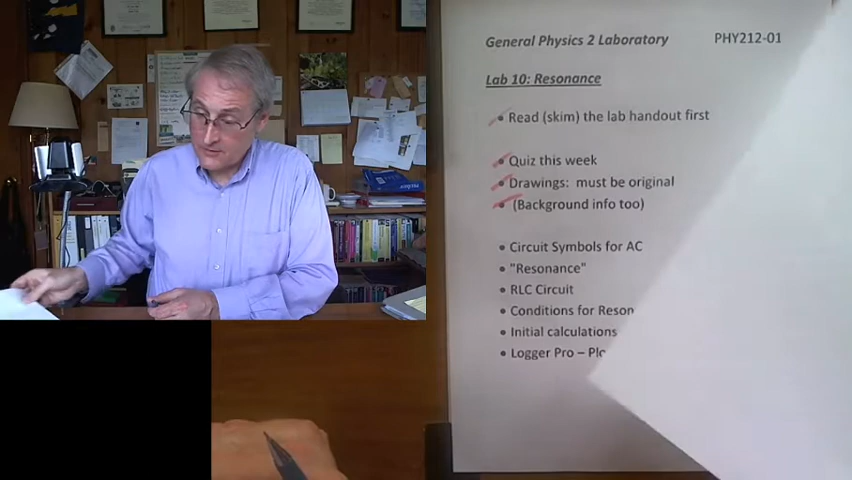 General Physics 2 Laboratory PHY212-01
Lab 10: Resonance
• Read (skim) the lab handout first
• Quiz this week
• Drawings: must be original
• (Background info too)
• Circuit Symbols for AC
• "Resonance"
• RLC Circuit
• Conditions for Reson
• Initial calculations
• Logger Pro –